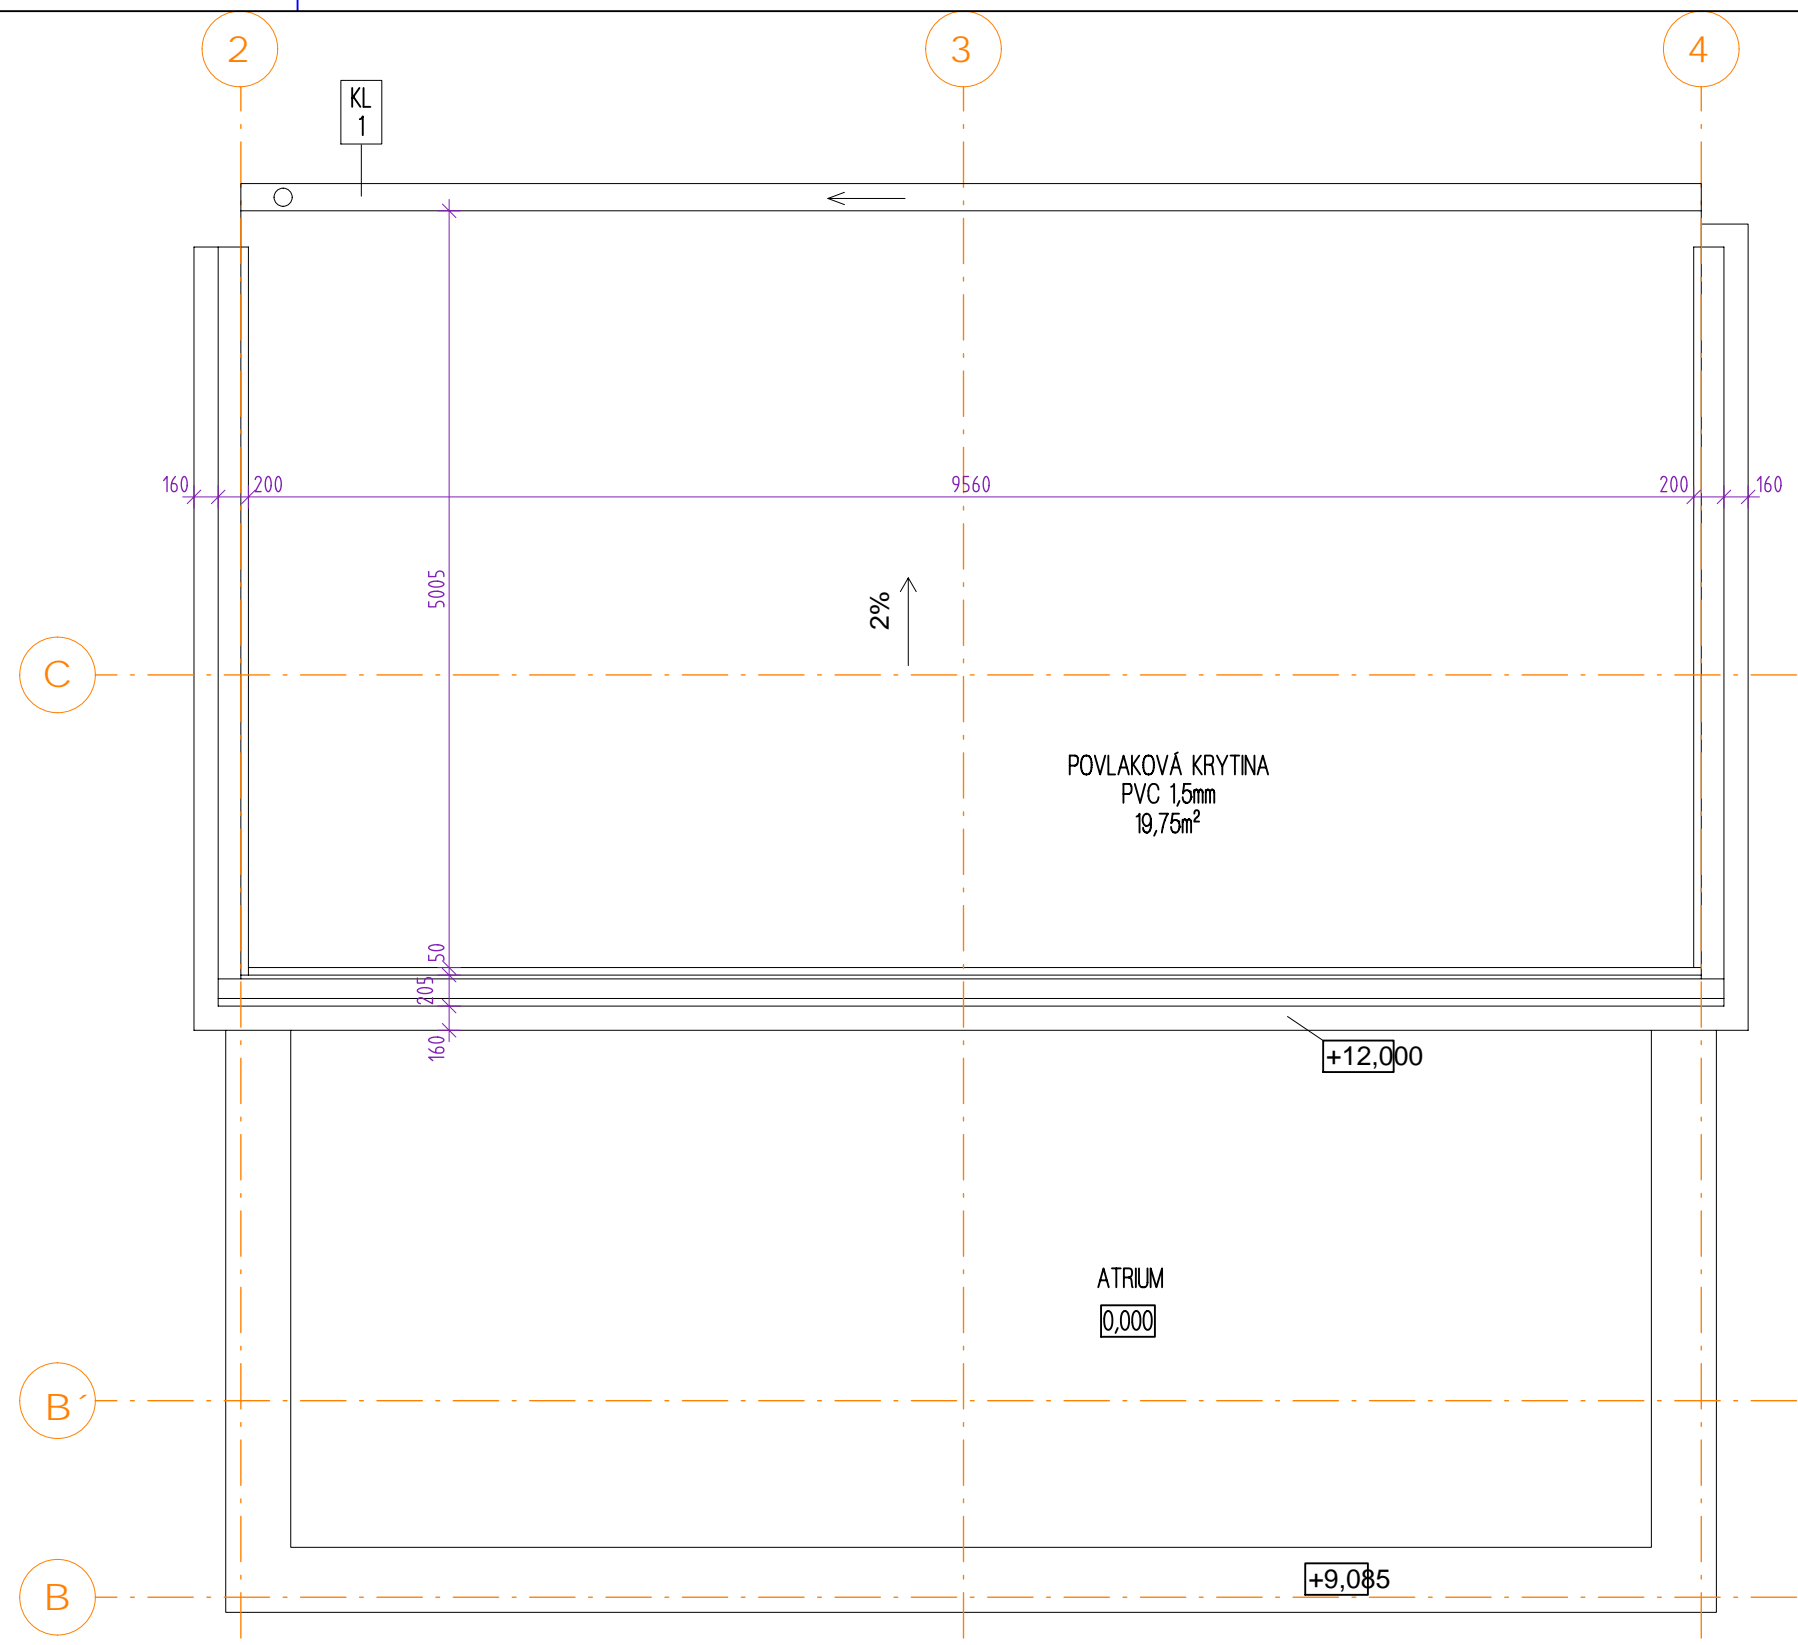 2
3
4
KL
1
160
200
9560
200
160
5005
2%
C
POVLAKOVÁ KRYTINA
PVC 1,5mm
19,75m²
50
205
160
+12,000
ATRIUM
0,000
B´
+9,085
B